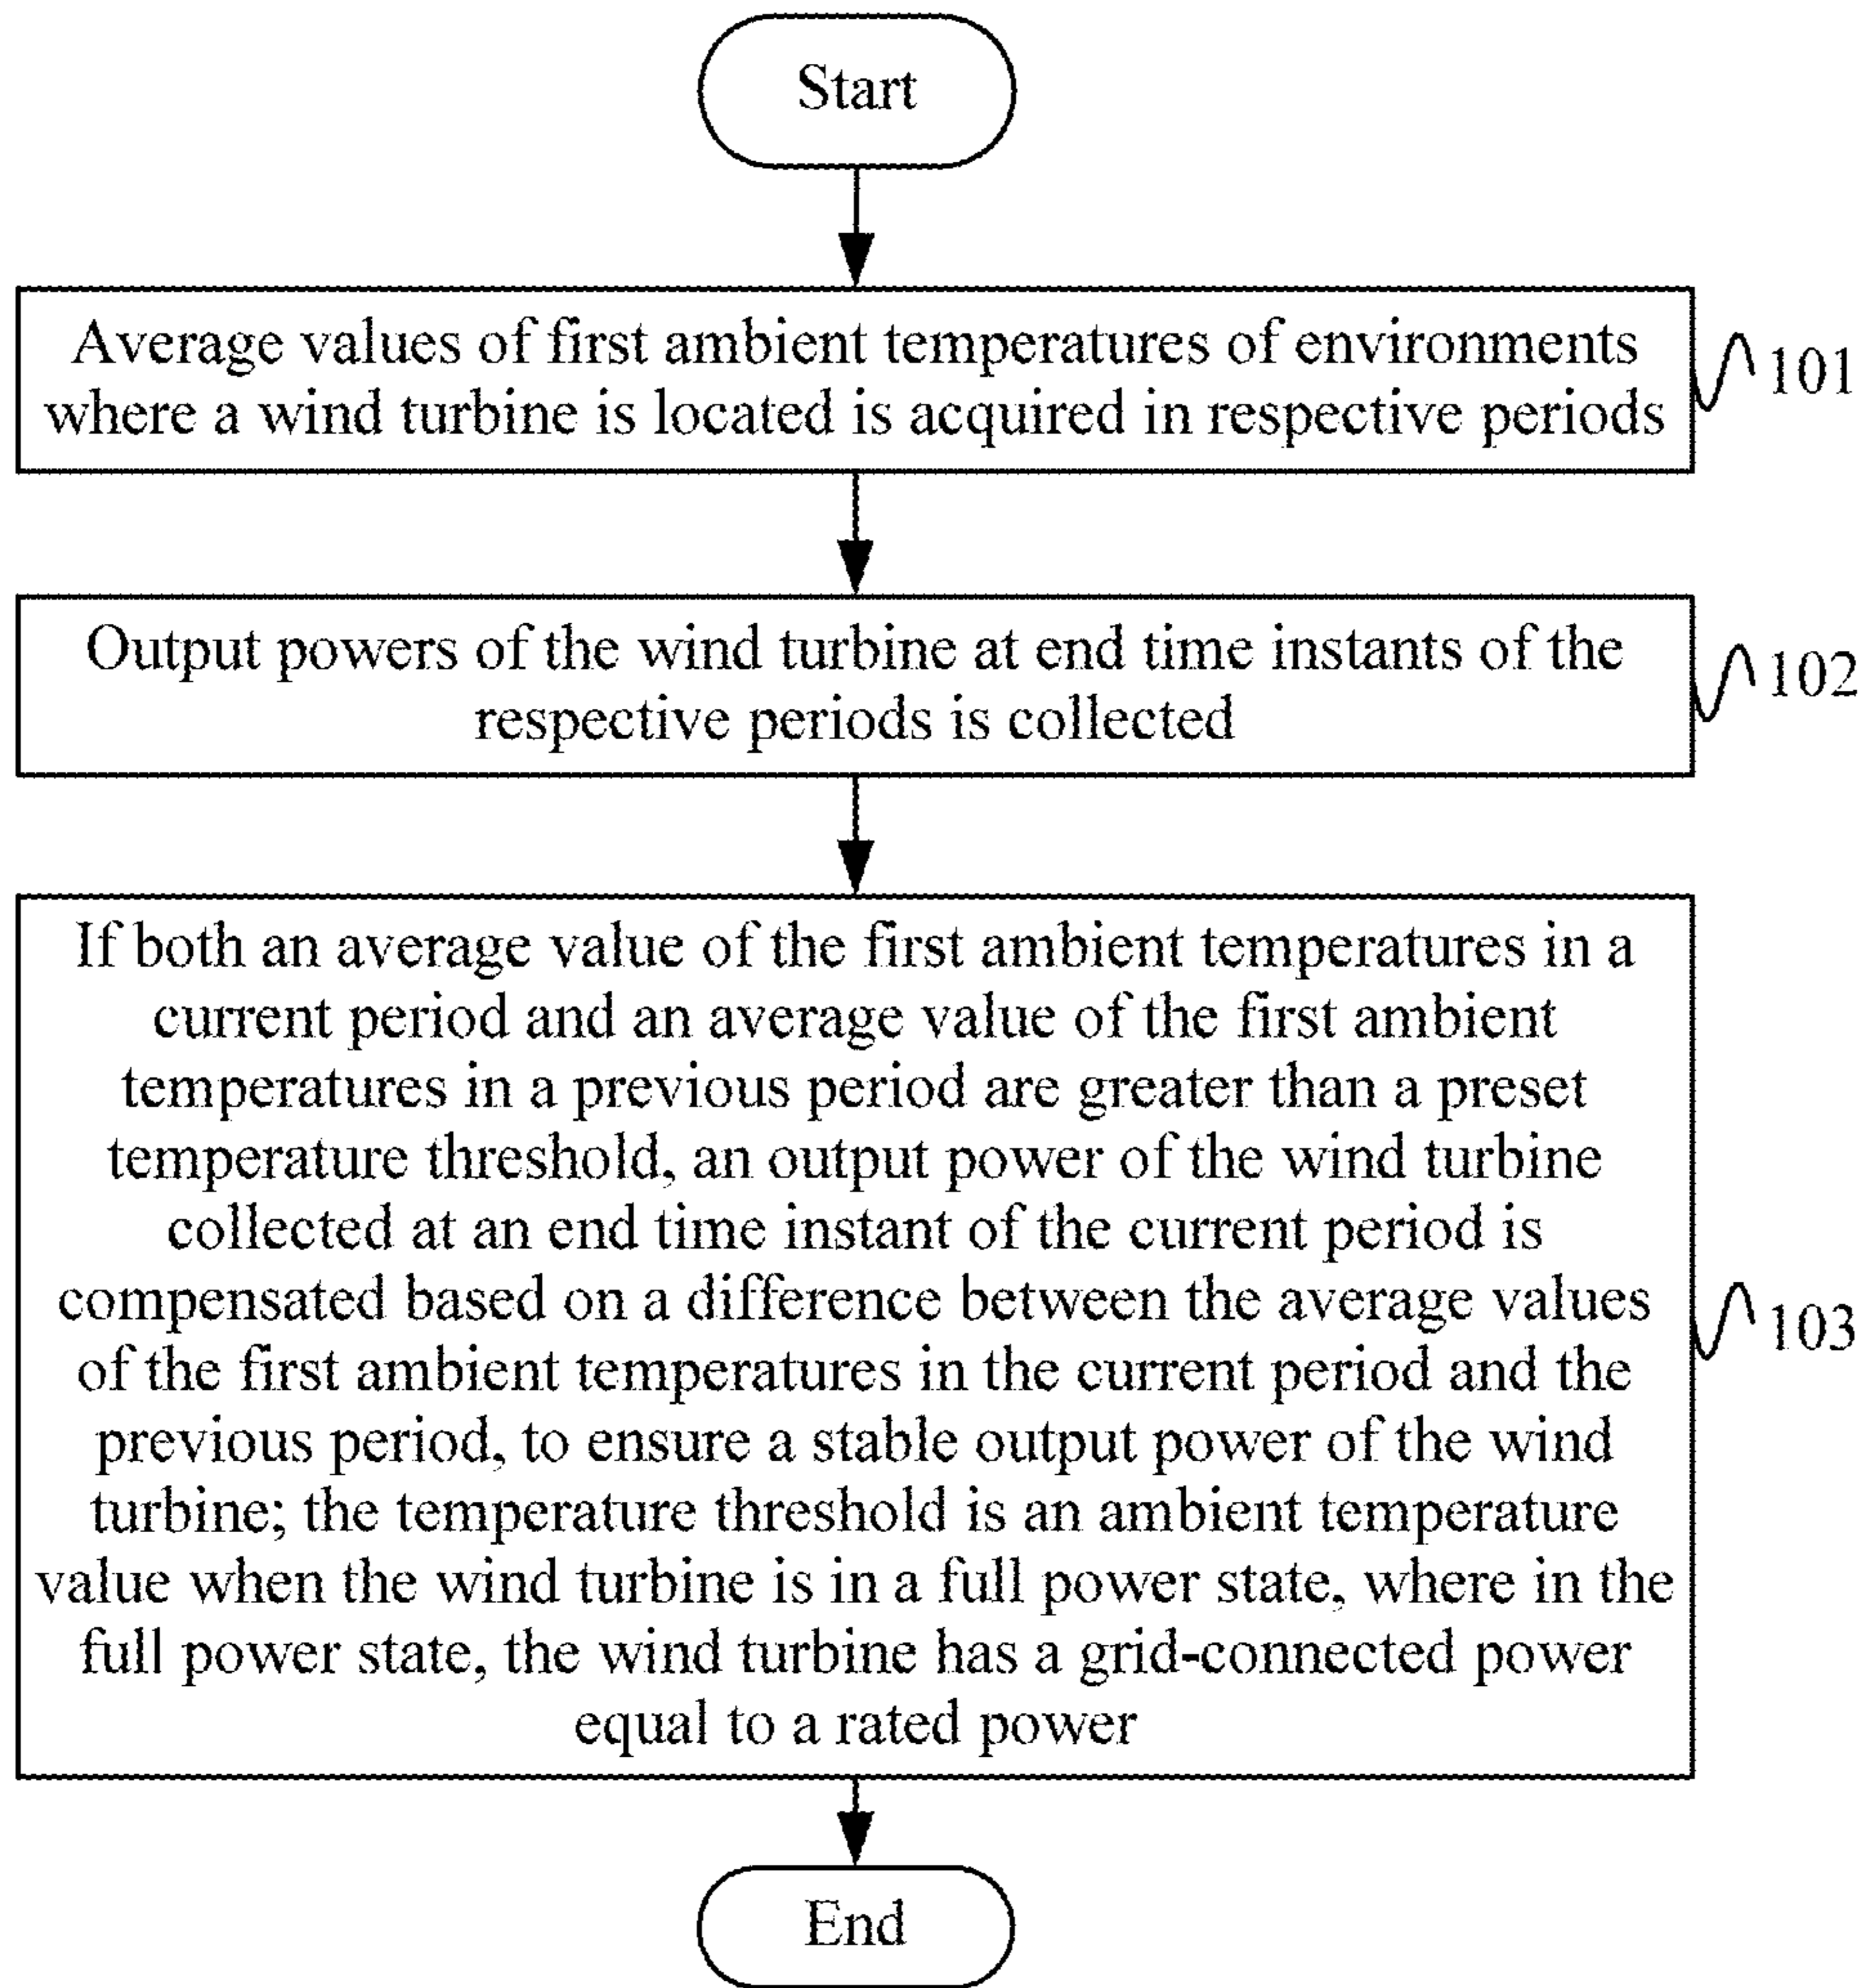 Start
Average values of first ambient temperatures of environments
where a wind turbine is located is acquired in respective periods
101
Output powers of the wind turbine at end time instants of the
respective periods is collected
102
If both an average value of the first ambient temperatures in a
current period and an average value of the first ambient
temperatures in a previous period are greater than a preset
temperature threshold, an output power of the wind turbine
collected at an end time instant of the current period is
compensated based on a difference between the average values
of the first ambient temperatures in the current period and the
previous period, to ensure a stable output power of the wind
turbine; the temperature threshold is an ambient temperature
value when the wind turbine is in a full power state, where in the
full power state, the wind turbine has a grid-connected power
equal to a rated power
103
End